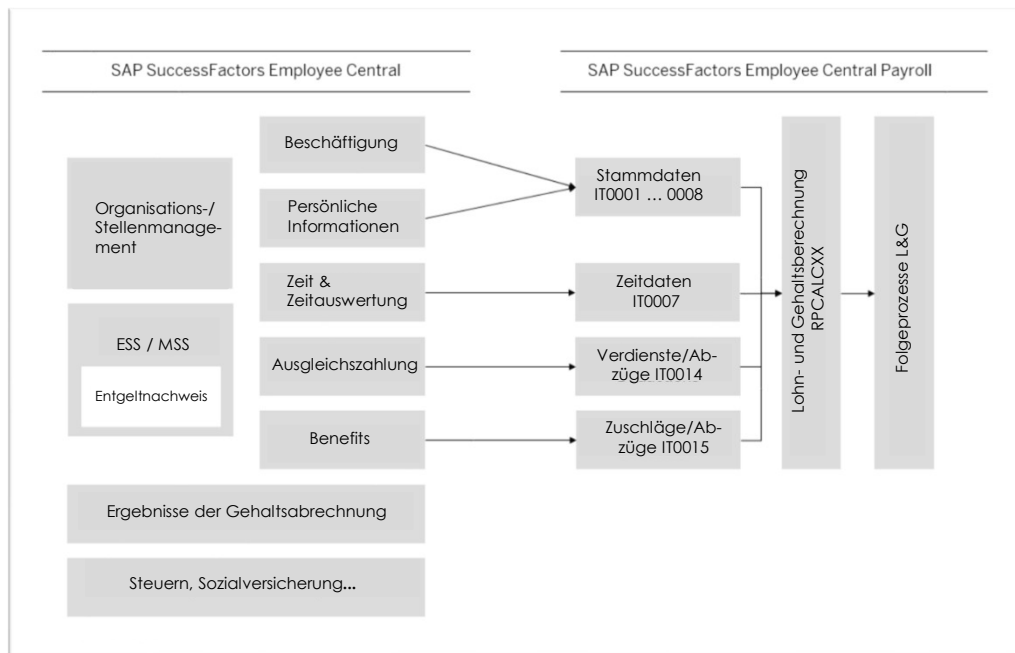 SAP SuccessFactors Employee Central
SAP SuccessFactors Employee Central Payroll
Organisations-/
Stellenmanage-
ment
ESS / MSS
Entgeltnachweis
Beschäftigung
Persönliche
Informationen
Zeit &
Zeitauswertung
Ausgleichszahlung
Benefits
Ergebnisse der Gehaltsabrechnung
Steuern, Sozialversicherung...
Stammdaten
IT0001 ... 0008
Zeitdaten
IT0007
Verdienste/Ab-
züge IT0014
Zuschläge/Ab-
züge IT0015
Lohn- und Gehaltsberechnung
RPCALCXX
Folgeprozesse L&G